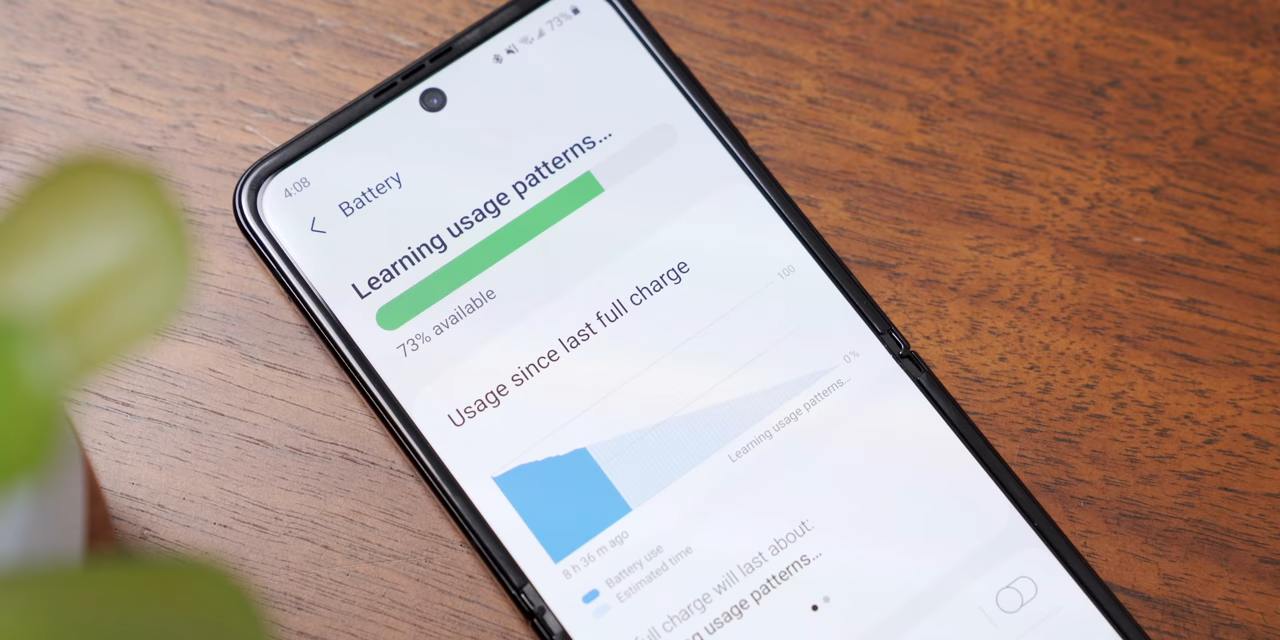 4:08
73%
Battery
Learning usage patterns...
73% available
Usage since last full charge
100
0%
Learning usage patterns...
8 h 36 m ago
Battery use
Estimated time
full charge will last about:
usage patterns...